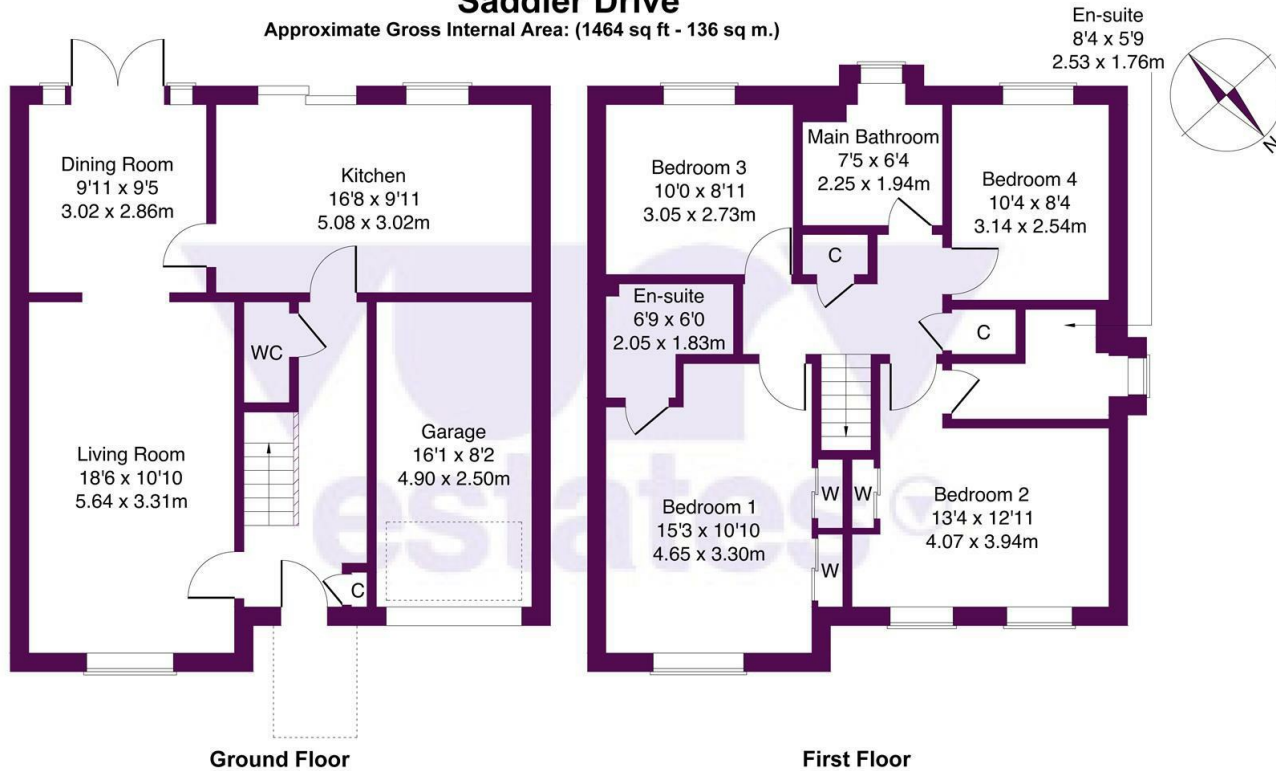 Saddler Drive
Approximate Gross Internal Area: (1464 sq ft - 136 sq m.)
En-suite
8'4 x 5'9
2.53 x 1.76m
N
Dining Room
9'11 x 9'5
3.02 x 2.86m
Kitchen
16'8 x 9'11
5.08 x 3.02m
WC
Living Room
18'6 x 10'10
5.64 x 3.31m
Garage
16'1 x 8'2
4.90 x 2.50m
C
Ground Floor
Bedroom 3
10'0 x 8'11
3.05 x 2.73m
Main Bathroom
7'5 x 6'4
2.25 x 1.94m
Bedroom 4
10'4 x 8'4
3.14 x 2.54m
C
En-suite
6'9 x 6'0
2.05 x 1.83m
C
Bedroom 1
15'3 x 10'10
4.65 x 3.30m
W
W
W
Bedroom 2
13'4 x 12'11
4.07 x 3.94m
First Floor
estates